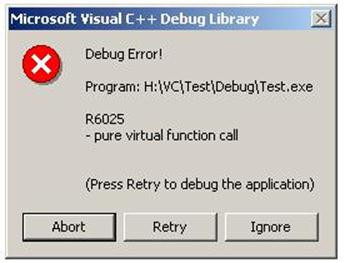 Microsoft Visual C++ Debug Library
Debug Error!
Program: H:\VC\Test\Debug\Test.exe
R6025
- pure virtual function call
(Press Retry to debug the application)
Abort
Retry
Ignore